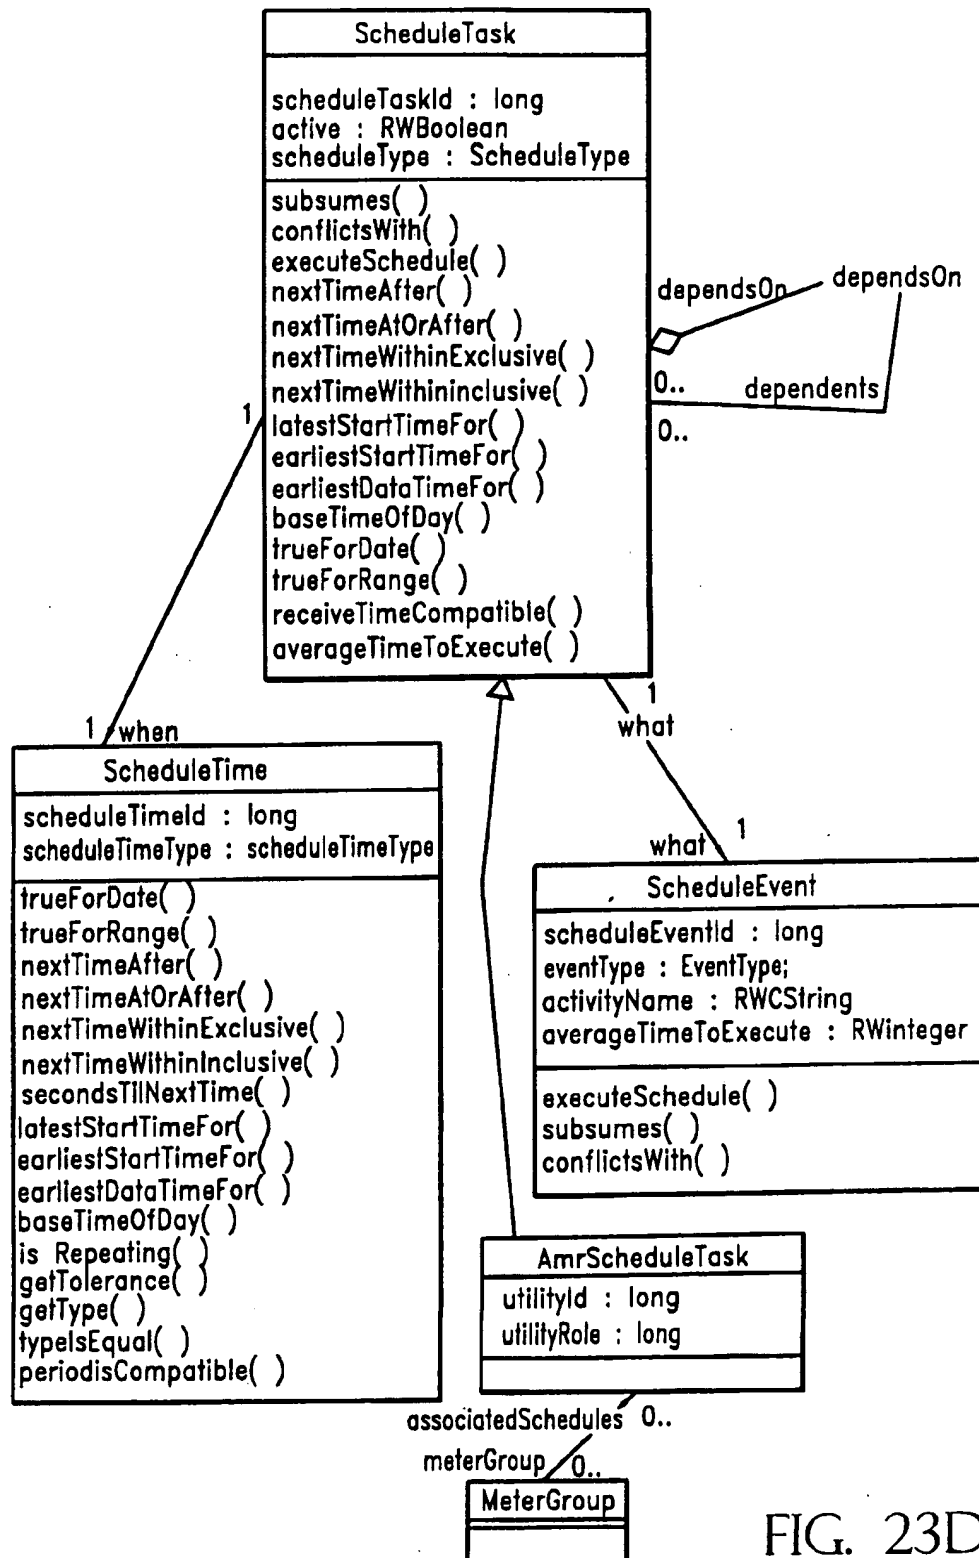 ScheduleTask
scheduleTaskId : long
active : RWBoolean
scheduleType : ScheduleType
subsumes( )
conflictsWith( )
executeSchedule( )
nextTimeAfter( )
nextTimeAtOrAfter( )
nextTimeWithinExclusive( )
nextTimeWithininclusive( )
latestStartTimeFor( )
earliestStartTimeFor( )
earliestDataTimeFor( )
baseTimeOfDay( )
trueForDate( )
trueForRange( )
receiveTimeCompatible( )
averageTimeToExecute( )
dependsOn
dependsOn
0..
dependents
0..
1
1 when
1
what
what
1
ScheduleTime
scheduleTimeId : long
scheduleTimeType : scheduleTimeType
trueForDate( )
trueForRange( )
nextTimeAfter( )
nextTimeAtOrAfter( )
nextTimeWithinExclusive( )
nextTimeWithinInclusive( )
secondsTilNextTime( )
latestStartTimeFor( )
earliestStartTimeFor( )
earliestDataTimeFor( )
baseTimeOfDay( )
is Repeating( )
getTolerance( )
getType( )
typeIsEqual( )
periodisCompatible( )
ScheduleEvent
scheduleEventId : long
eventType : EventType;
activityName : RWCString
averageTimeToExecute : RWinteger
executeSchedule( )
subsumes( )
conflictsWith( )
AmrScheduleTask
utilityId : long
utilityRole : long
associatedSchedules 0..
meterGroup 0..
MeterGroup
FIG. 23D